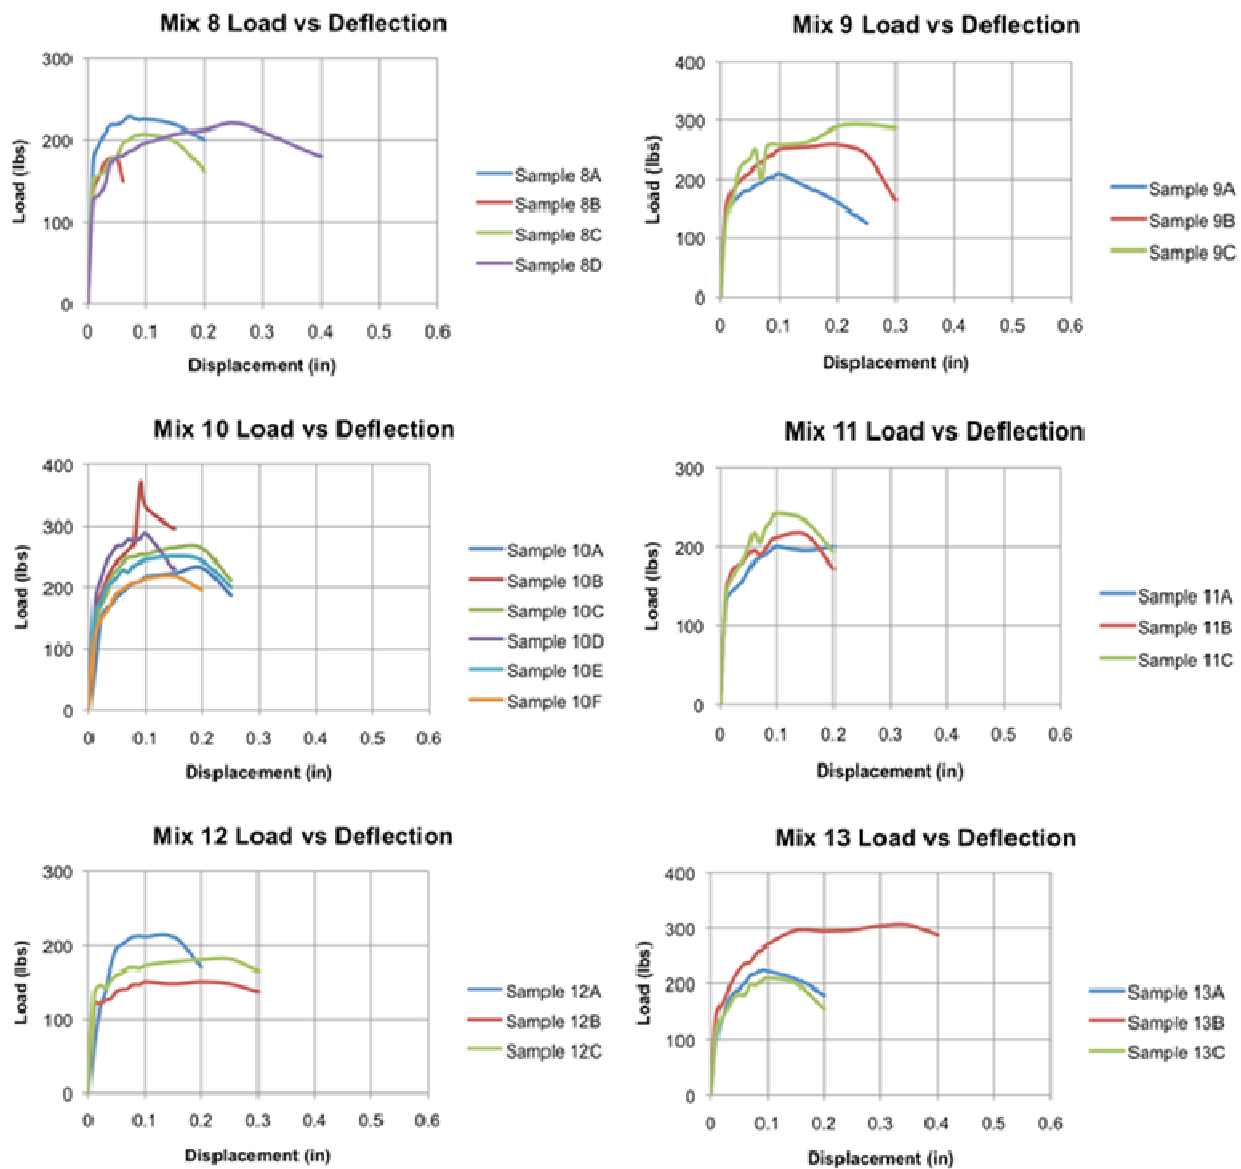 Mix 8 Load vs Deflection
300
200
100
0
Load (lbs)
0 0.1 0.2 0.3 0.4 0.5 0.6
Displacement (in)
Sample 8A
Sample 8B
Sample 8C
Sample 8D
Mix 9 Load vs Deflection
400
300
200
100
0
Load (lbs)
0 0.1 0.2 0.3 0.4 0.5 0.6
Displacement (in)
Sample 9A
Sample 9B
Sample 9C
Mix 10 Load vs Deflection
400
300
200
100
0
Load (lbs)
0 0.1 0.2 0.3 0.4 0.5 0.6
Displacement (in)
Sample 10A
Sample 10B
Sample 10C
Sample 10D
Sample 10E
Sample 10F
Mix 11 Load vs Deflection
300
200
100
0
Load (lbs)
0 0.1 0.2 0.3 0.4 0.5 0.6
Displacement (in)
Sample 11A
Sample 11B
Sample 11C
Mix 12 Load vs Deflection
300
200
100
0
Load (lbs)
0 0.1 0.2 0.3 0.4 0.5 0.6
Displacement (in)
Sample 12A
Sample 12B
Sample 12C
Mix 13 Load vs Deflection
400
300
200
100
0
Load (lbs)
0 0.1 0.2 0.3 0.4 0.5 0.6
Displacement (in)
Sample 13A
Sample 13B
Sample 13C